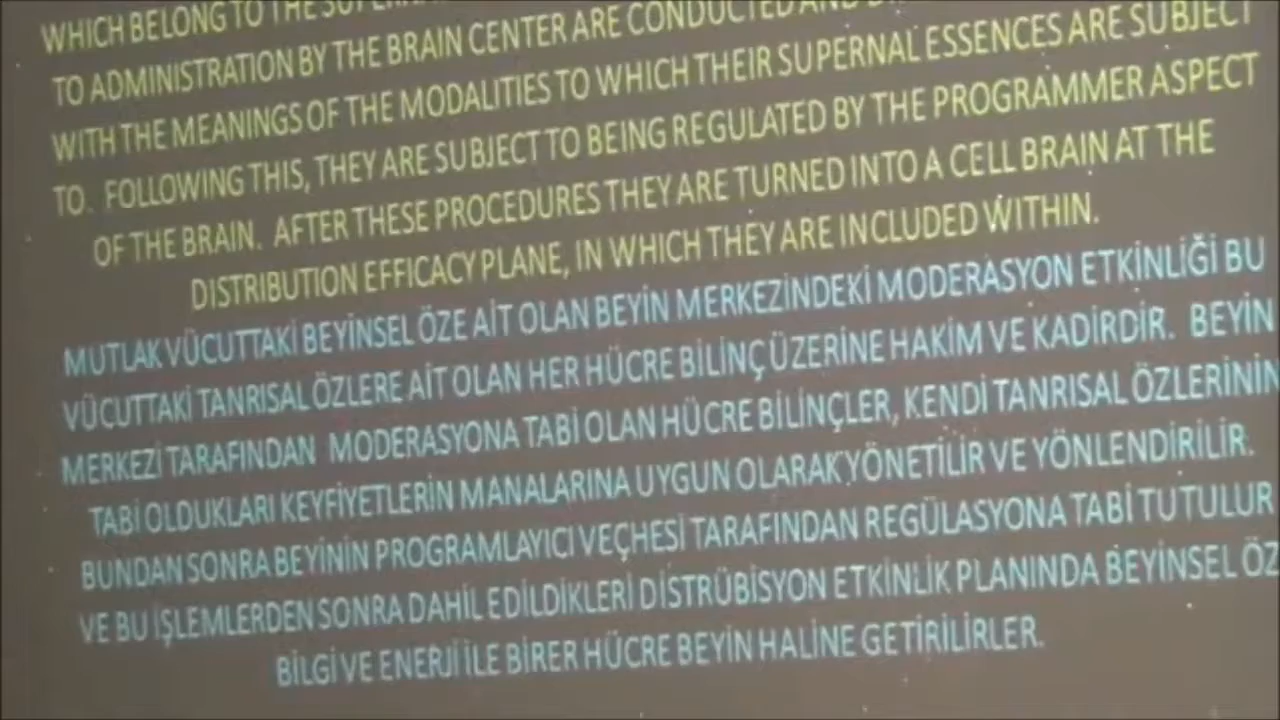 WHICH BELONG TO THE
TO ADMINISTRATION BY THE BRAIN CENTER ARE CONDUCTED AND
WITH THE MEANINGS OF THE MODALITIES TO WHICH THEIR SUPERNAL ESSENCES ARE SUBJECT
TO. FOLLOWING THIS, THEY ARE SUBJECT TO BEING REGULATED BY THE PROGRAMMER ASPECT
OF THE BRAIN. AFTER THESE PROCEDURES THEY ARE TURNED INTO A CELL BRAIN AT THE
DISTRIBUTION EFFICACY PLANE, IN WHICH THEY ARE INCLUDED WITHIN.
MUTLAK VÜCUTTAKİ BEYİNSEL ÖZE AİT OLAN BEYİN MERKEZİNDEKİ MODERASYON ETKİNLİĞİ BU
VÜCUTTAKİ TANRISAL ÖZLERE AİT OLAN HER HÜCRE BİLİNÇ ÜZERİNE HAKİM VE KADİRDİR. BEYİN
MERKEZİ TARAFINDAN MODERASYONA TABİ OLAN HÜCRE BİLİNÇLER, KENDİ TANRISAL ÖZLERİNİN
TABİ OLDUKLARI KEYFİYETLERİN MANALARINA UYGUN OLARAK YÖNETİLİR VE YÖNLENDİRİLİR.
BUNDAN SONRA BEYİNİN PROGRAMLAYICI VEÇHESİ TARAFINDAN REGÜLASYONA TABİ TUTULUR
VE BU İŞLEMLERDEN SONRA DAHİL EDİLDİKLERİ DİSTRÜBİSYON ETKİNLİK PLANINDA BEYİNSEL ÖZ
BİLGİ VE ENERJİ İLE BİRER HÜCRE BEYİN HALİNE GETİRİLİRLER.